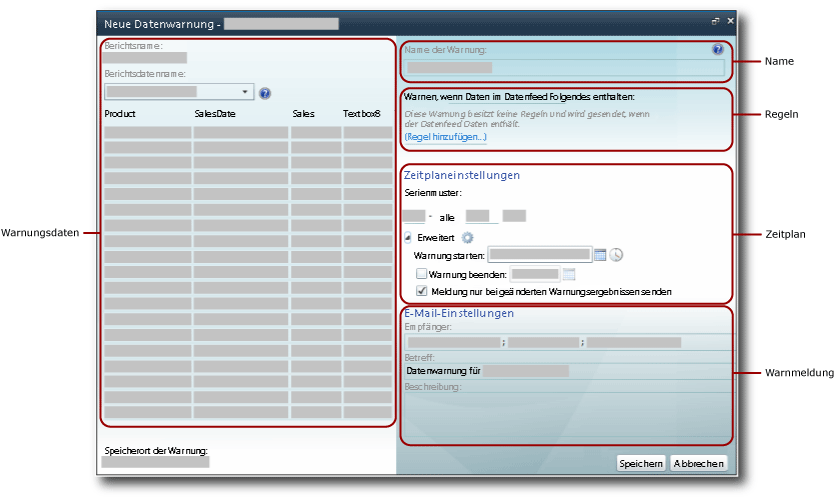 Neue Datenwarnung -
Berichtsname:
Berichtsdatenname:
Product SalesDate Sales Textbox8
Warnungsdaten
Speicherort der Warnung:
Name der Warnung:
Name
Warnen, wenn Daten im Datenfeed Folgendes enthalten:
Diese Warnung besitzt keine Regeln und wird gesendet, wenn
der Datenfeed Daten enthält.
(Regel hinzufügen...)
Regeln
Zeitplaneinstellungen
Serienmuster:
- alle
Erweitert
Warnung starten:
Warnung beenden:
Meldung nur bei geänderten Warnungsergebnissen senden
Zeitplan
E-Mail-Einstellungen
Empfänger:
; ;
Betreff:
Datenwarnung für
Beschreibung:
Warnmeldung
Speichern Abbrechen